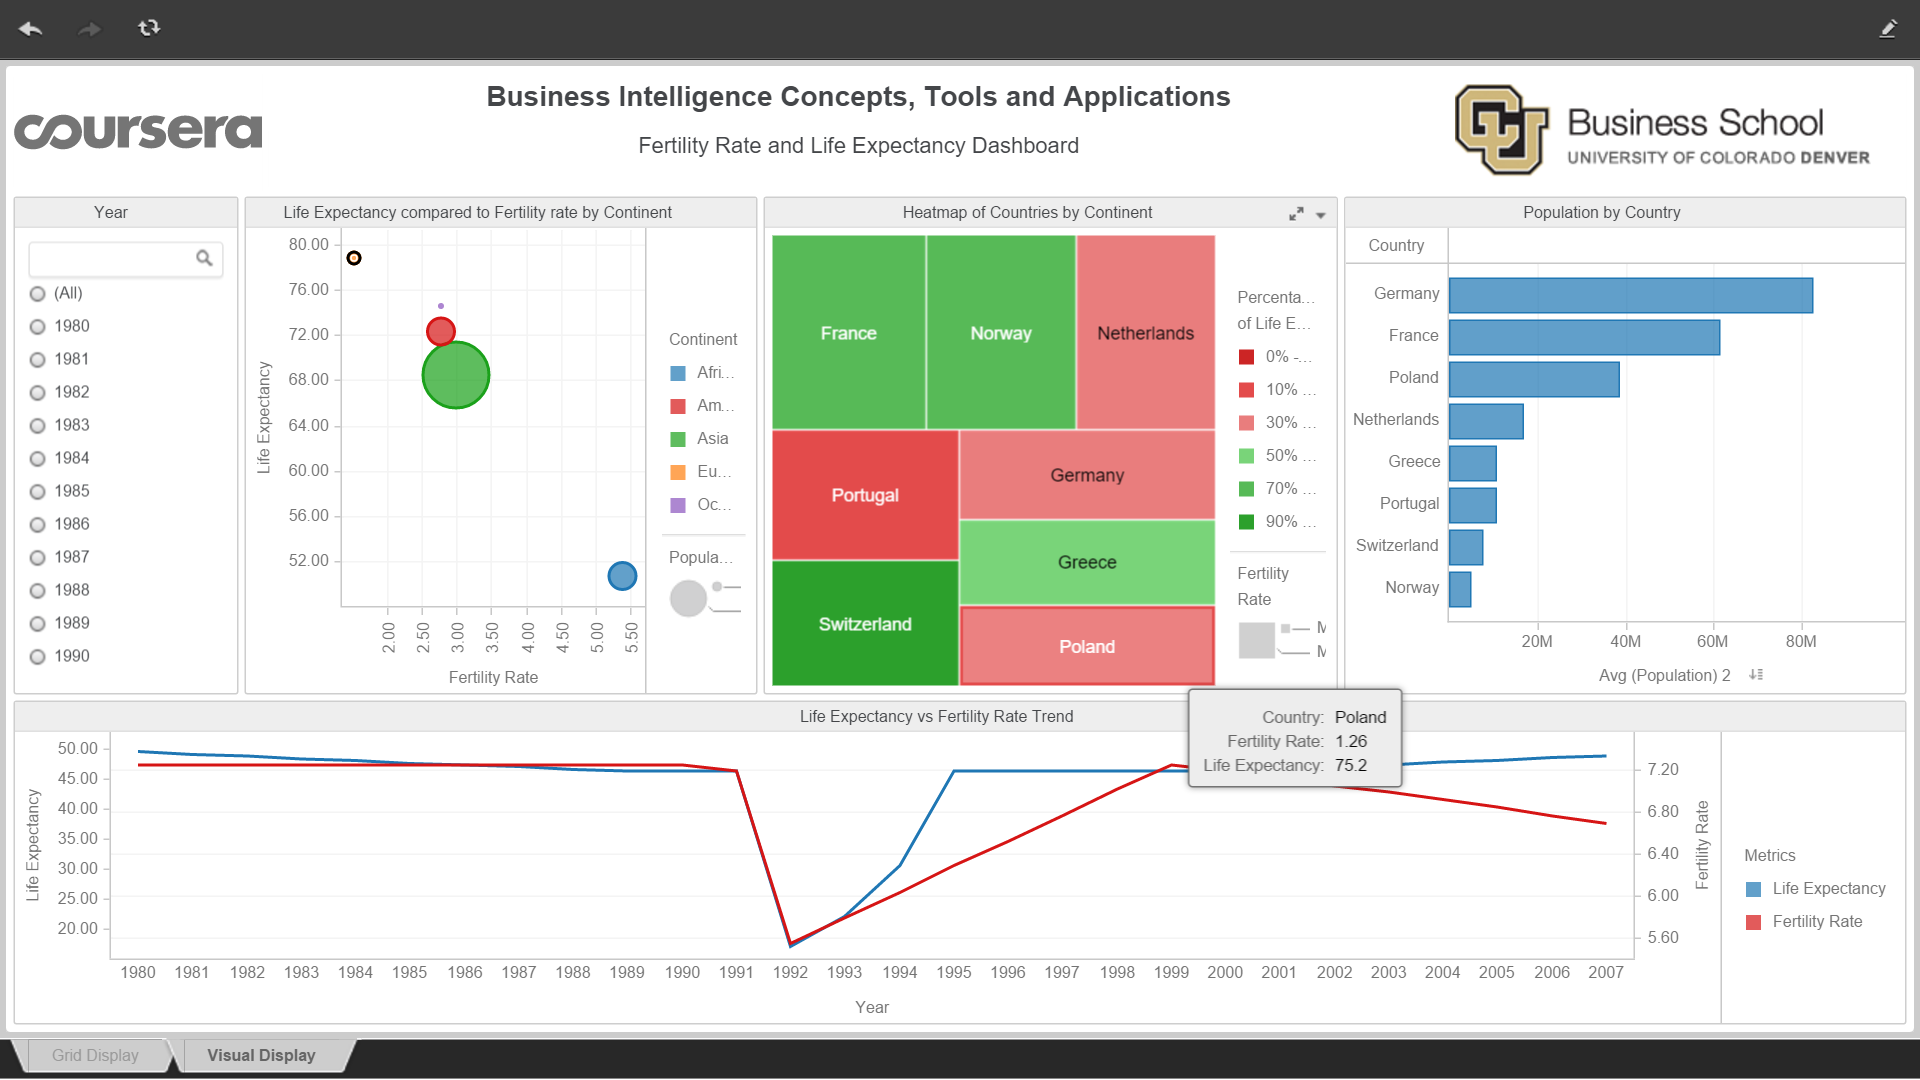 Business Intelligence Concepts, Tools and Applications
Fertility Rate and Life Expectancy Dashboard
coursera
CU
Business School
UNIVERSITY OF COLORADO DENVER
Year
(All)
1980
1981
1982
1983
1984
1985
1986
1987
1988
1989
1990
Life Expectancy compared to Fertility rate by Continent
Life Expectancy
80.00
76.00
72.00
68.00
64.00
60.00
56.00
52.00
2.00 2.50 3.00 3.50 4.00 4.50 5.00 5.50
Fertility Rate
Continent
Afri...
Am...
Asia
Eu...
Oc...
Popula...
Heatmap of Countries by Continent
France
Norway
Netherlands
Portugal
Germany
Greece
Switzerland
Poland
Percenta...
of Life E...
0% -...
10% ...
30% ...
50% ...
70% ...
90% ...
Fertility
Rate
M
M
Population by Country
Country
Germany
France
Poland
Netherlands
Greece
Portugal
Switzerland
Norway
20M 40M 60M 80M
Avg (Population) 2
Life Expectancy vs Fertility Rate Trend
Country: Poland
Fertility Rate: 1.26
Life Expectancy: 75.2
Life Expectancy
50.00
45.00
40.00
35.00
30.00
25.00
20.00
1980 1981 1982 1983 1984 1985 1986 1987 1988 1989 1990 1991 1992 1993 1994 1995 1996 1997 1998 1999 2000 2001 2002 2003 2004 2005 2006 2007
Year
7.20
6.80
6.40
6.00
5.60
Fertility Rate
Metrics
Life Expectancy
Fertility Rate
Grid Display
Visual Display